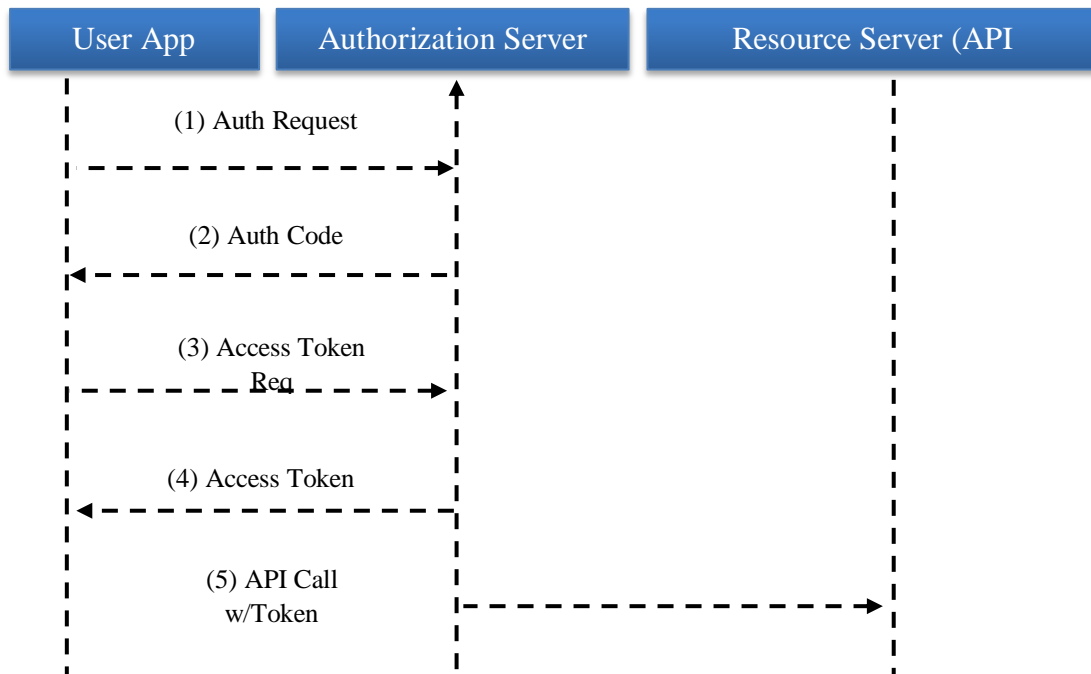 User App
Authorization Server
Resource Server (API
(1) Auth Request
(2) Auth Code
(3) Access Token
Req
(4) Access Token
(5) API Call
w/Token